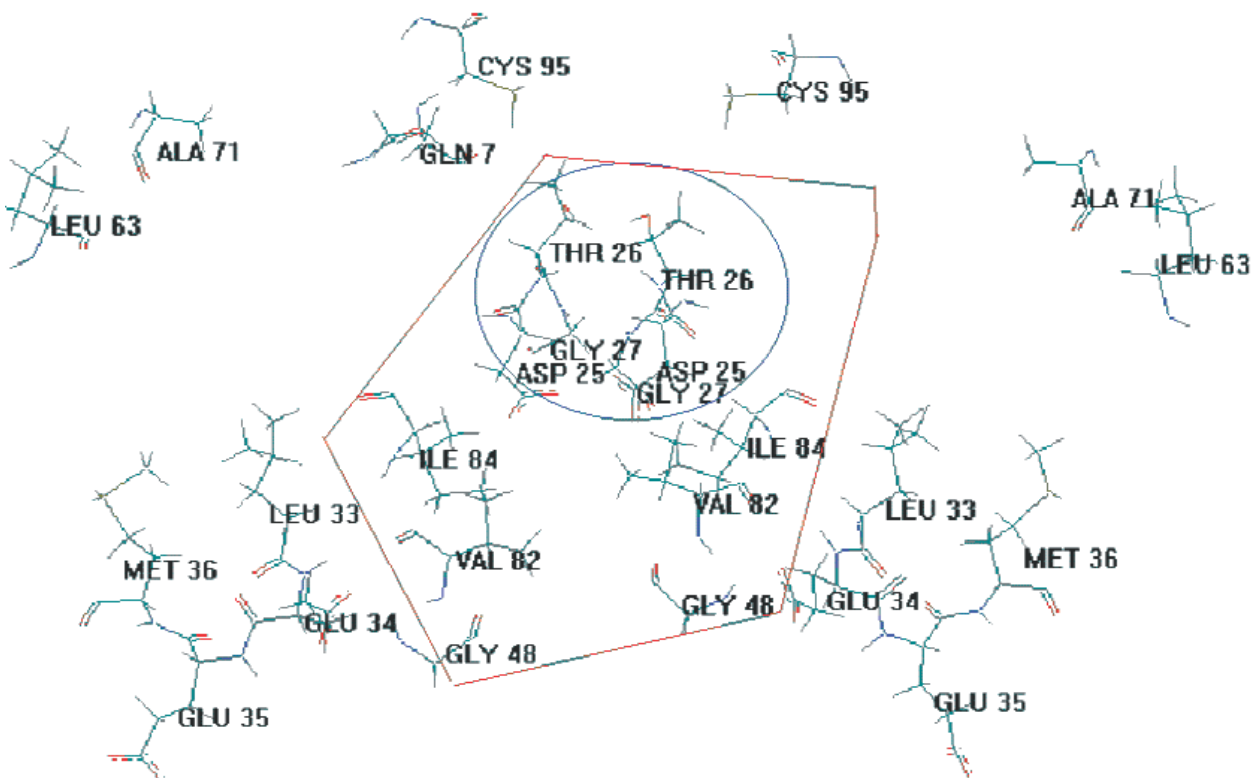 CYS 95
CYS 95
ALA 71
GLN 7
ALA 71
LEU 63
THR 26
THR 26
LEU 63
GLY 27
ASP 25
ASP 25
GLY 27
ILE 84
ILE 84
LEU 33
VAL 82
LEU 33
MET 36
VAL 82
MET 36
GLU 34
GLY 48
GLU 34
GLY 48
GLU 35
GLU 35